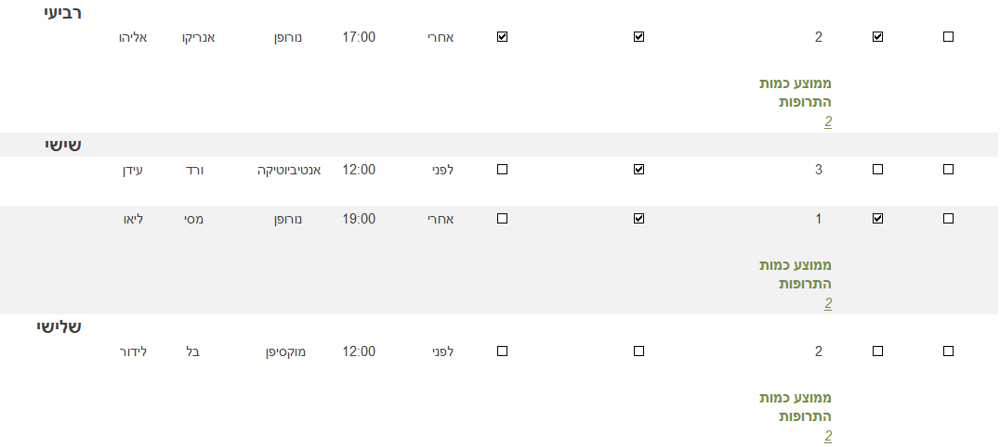 רביעי
אליהו אנריקו נורופן 17:00 אחרי 2
ממוצע כמות
התרופות
2
שישי
עידן ורד אנטיביוטיקה 12:00 לפני 3
ליאו מסי נורופן 19:00 אחרי 1
ממוצע כמות
התרופות
2
שלישי
לידור בל מוקסיפן 12:00 לפני 2
ממוצע כמות
התרופות
2